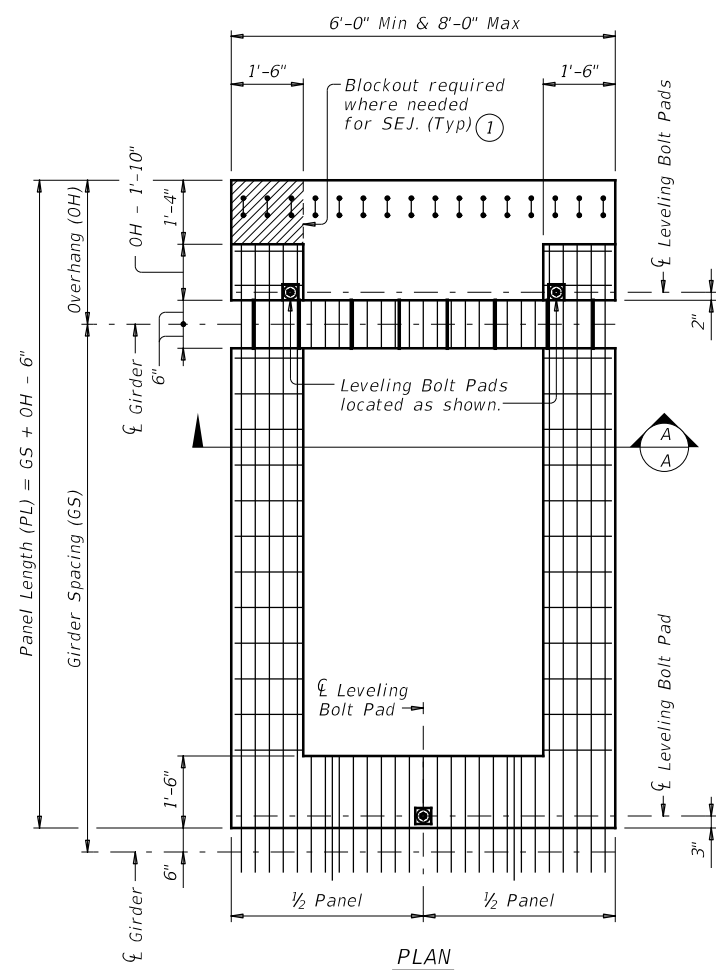 6'-0" Min & 8'-0" Max
1'-6"
1'-6"
Blockout required
where needed
for SEJ. (Typ) 1
℄ Leveling Bolt Pads
OH - 1'-10"
1'-4"
Overhang (OH)
6"
℄ Girder
2"
Leveling Bolt Pads
located as shown.
A
A
Panel Length (PL) = GS + OH - 6"
Girder Spacing (GS)
℄ Leveling
Bolt Pad
℄ Leveling Bolt Pad
1'-6"
6"
3"
℄ Girder
½ Panel
½ Panel
PLAN